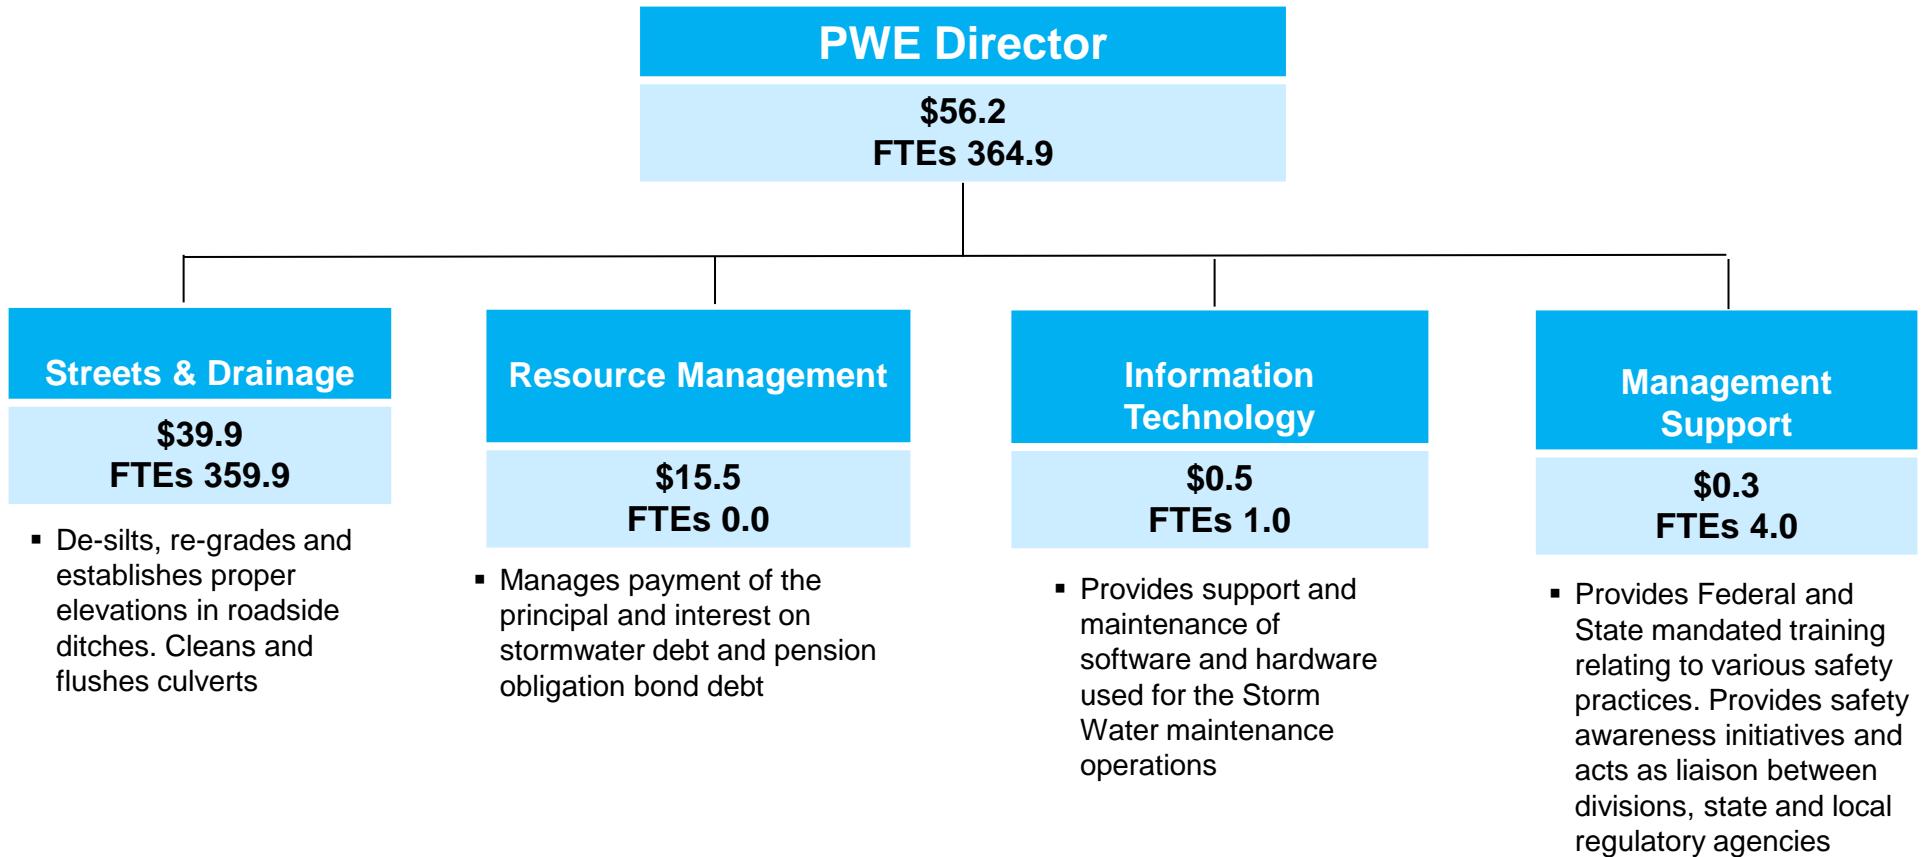 PWE Director
$56.2
FTEs 364.9
Streets & Drainage
$39.9
FTEs 359.9
▪ De-silts, re-grades and
establishes proper
elevations in roadside
ditches. Cleans and
flushes culverts
Resource Management
$15.5
FTEs 0.0
▪ Manages payment of the
principal and interest on
stormwater debt and pension
obligation bond debt
Information
Technology
$0.5
FTEs 1.0
▪ Provides support and
maintenance of
software and hardware
used for the Storm
Water maintenance
operations
Management
Support
$0.3
FTEs 4.0
▪ Provides Federal and
State mandated training
relating to various safety
practices. Provides safety
awareness initiatives and
acts as liaison between
divisions, state and local
regulatory agencies